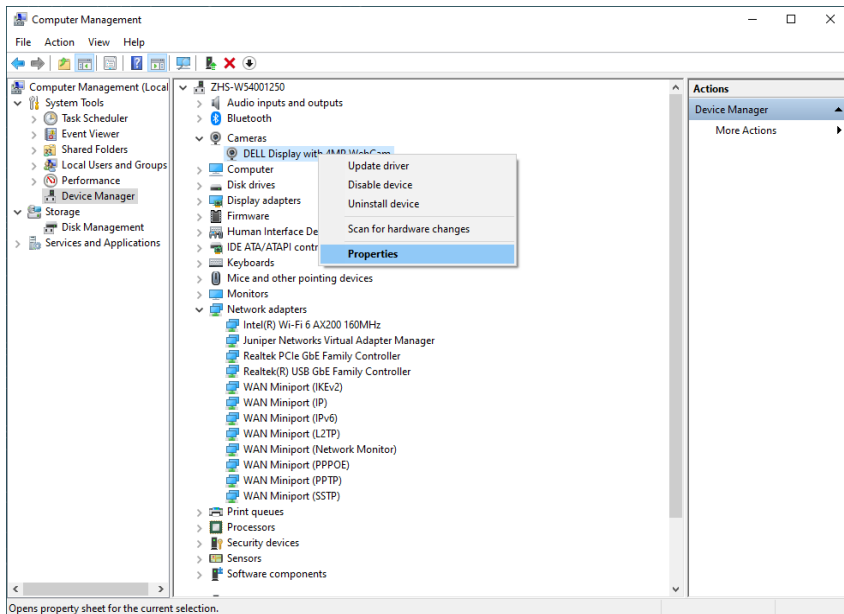 Computer Management
File Action View Help
Computer Management (Local
System Tools
Task Scheduler
Event Viewer
Shared Folders
Local Users and Groups
Performance
Device Manager
Storage
Disk Management
Services and Applications
ZHS-W54001250
Audio inputs and outputs
Bluetooth
Cameras
DELL Display with 4MP WebCam
Computer
Disk drives
Display adapters
Firmware
Human Interface De
IDE ATA/ATAPI contr
Keyboards
Mice and other pointing devices
Monitors
Network adapters
Intel(R) Wi-Fi 6 AX200 160MHz
Juniper Networks Virtual Adapter Manager
Realtek PCIe GbE Family Controller
Realtek(R) USB GbE Family Controller
WAN Miniport (IKEv2)
WAN Miniport (IP)
WAN Miniport (IPv6)
WAN Miniport (L2TP)
WAN Miniport (Network Monitor)
WAN Miniport (PPPOE)
WAN Miniport (PPTP)
WAN Miniport (SSTP)
Print queues
Processors
Security devices
Sensors
Software components
Update driver
Disable device
Uninstall device
Scan for hardware changes
Properties
Actions
Device Manager
More Actions
Opens property sheet for the current selection.